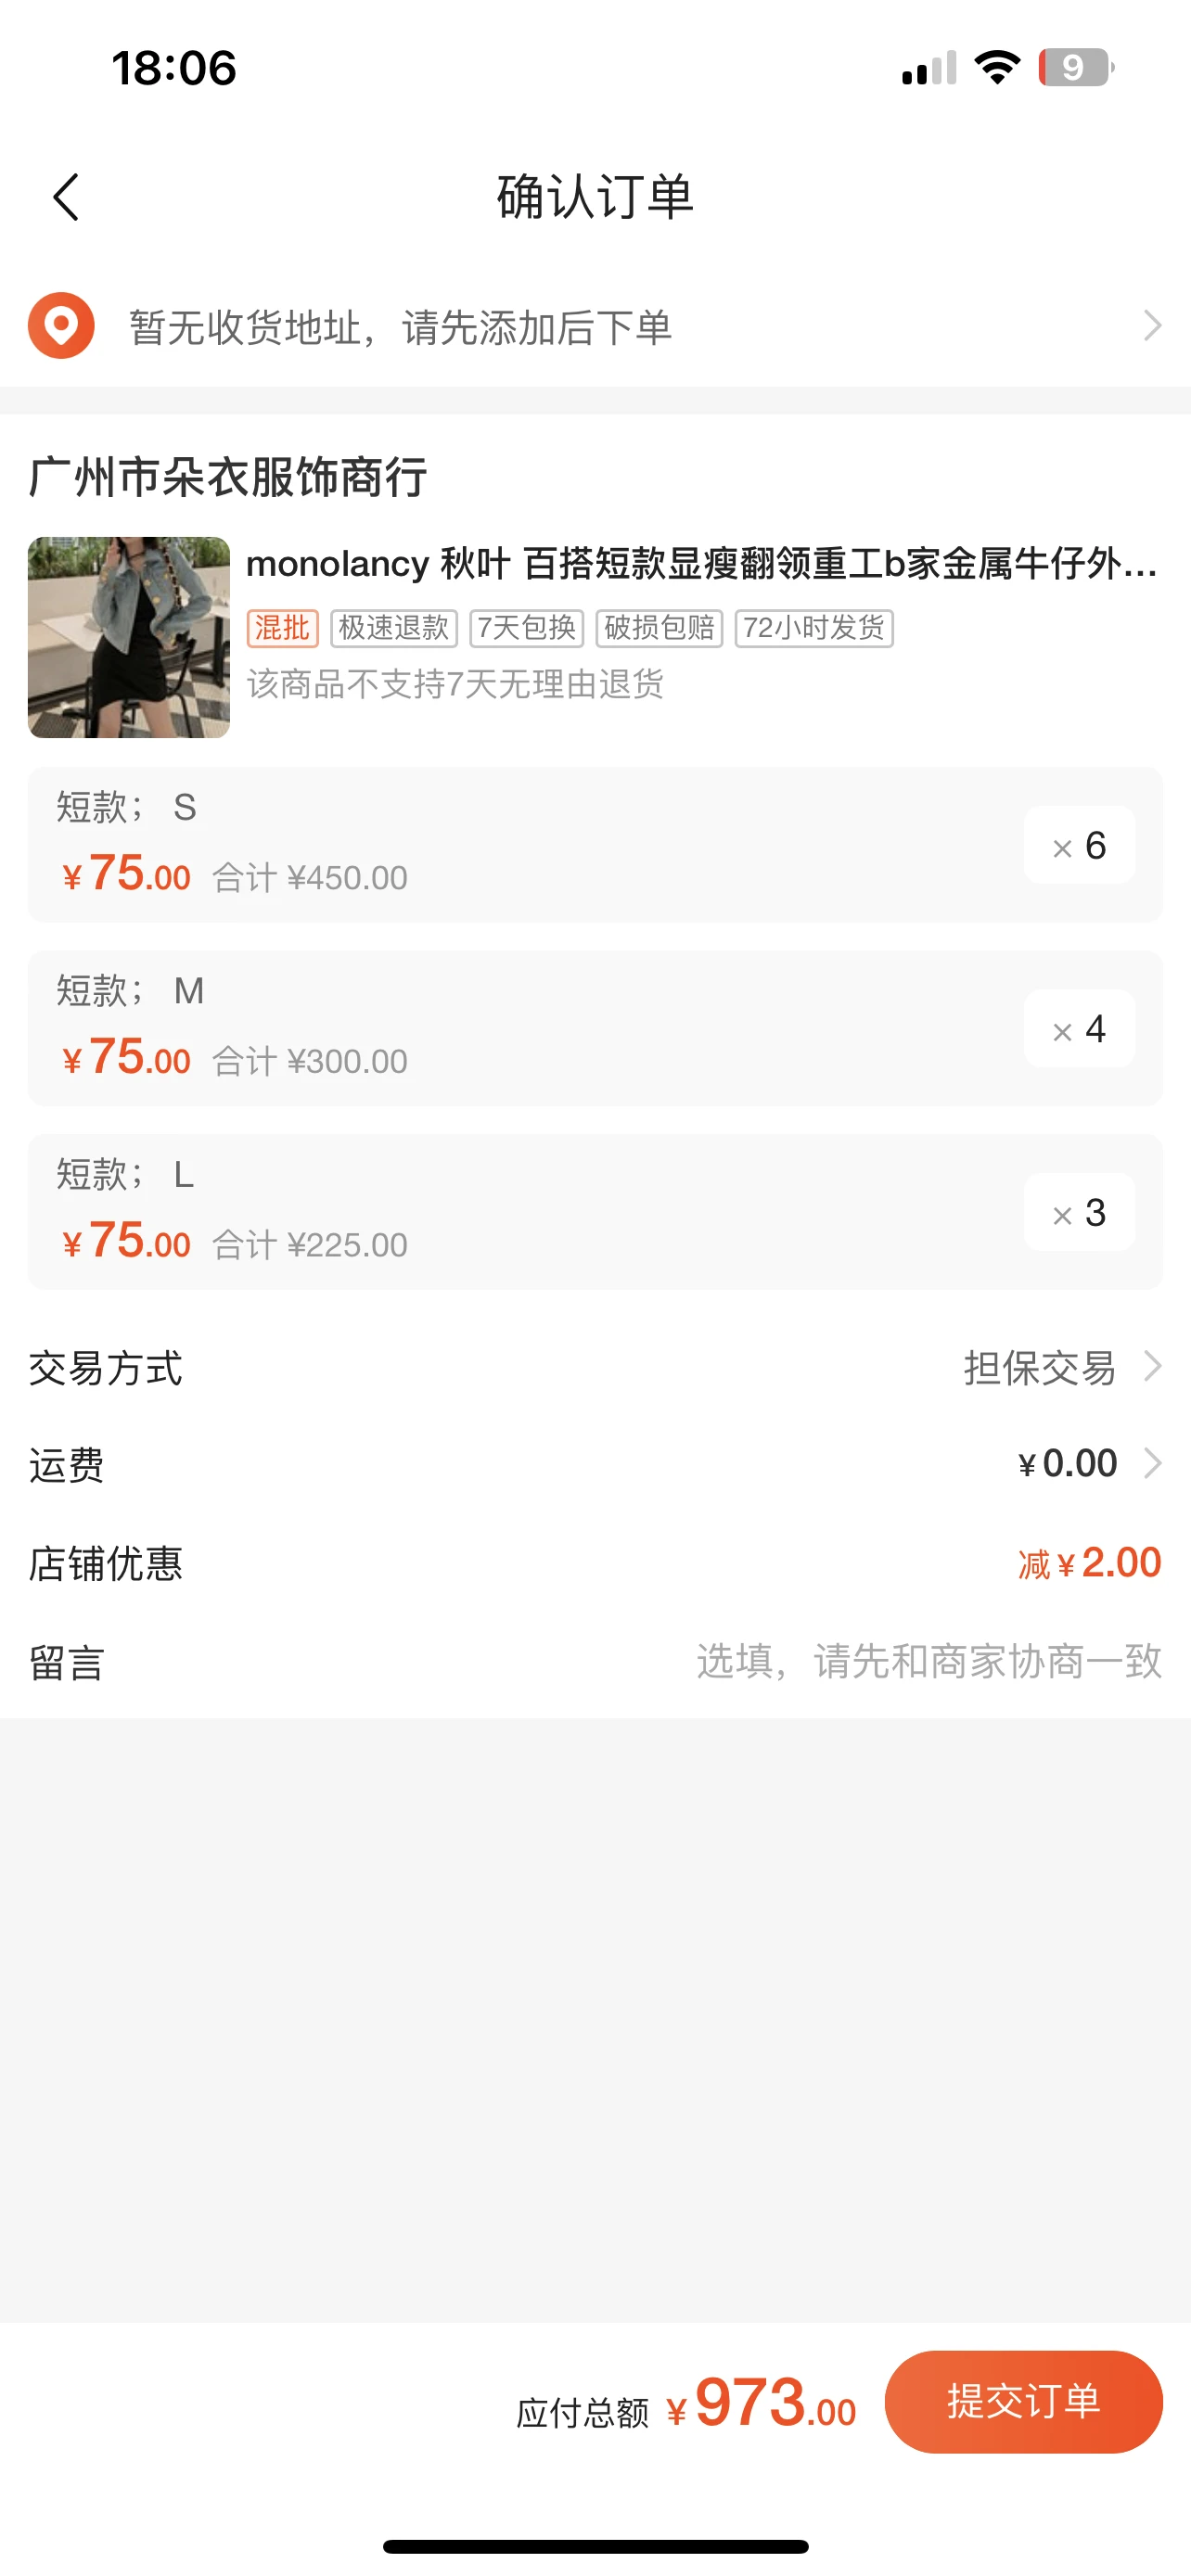 18:06
9
确认订单
暂无收货地址，请先添加后下单
广州市朵衣服饰商行
monolancy 秋叶 百搭短款显瘦翻领重工b家金属牛仔外...
混批 极速退款 7天包换 破损包赔 72小时发货
该商品不支持7天无理由退货
短款； S
¥75.00 合计 ¥450.00
× 6
短款； M
¥75.00 合计 ¥300.00
× 4
短款； L
¥75.00 合计 ¥225.00
× 3
交易方式 担保交易
运费 ¥0.00
店铺优惠 减¥2.00
留言 选填，请先和商家协商一致
应付总额 ¥973.00 提交订单